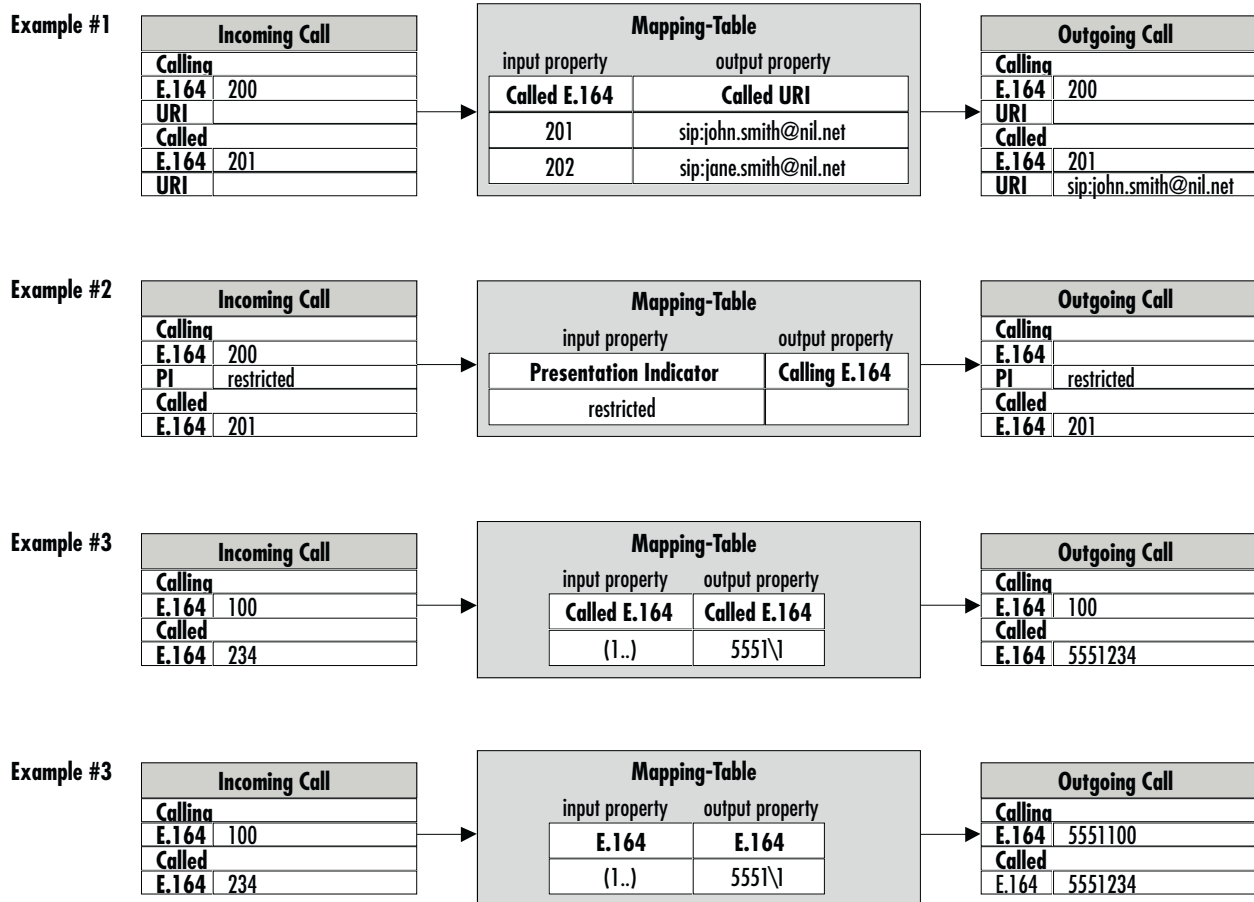 Example #1
Incoming Call
Calling
E.164 200
URI
Called
E.164 201
URI
Mapping-Table
input property output property
Called E.164 Called URI
201 sip:john.smith@nil.net
202 sip:jane.smith@nil.net
Outgoing Call
Calling
E.164 200
URI
Called
E.164 201
URI sip:john.smith@nil.net
Example #2
Incoming Call
Calling
E.164 200
PI restricted
Called
E.164 201
Mapping-Table
input property output property
Presentation Indicator Calling E.164
restricted
Outgoing Call
Calling
E.164
PI restricted
Called
E.164 201
Example #3
Incoming Call
Calling
E.164 100
Called
E.164 234
Mapping-Table
input property output property
Called E.164 Called E.164
(1..) 5551\1
Outgoing Call
Calling
E.164 100
Called
E.164 5551234
Example #3
Incoming Call
Calling
E.164 100
Called
E.164 234
Mapping-Table
input property output property
E.164 E.164
(1..) 5551\1
Outgoing Call
Calling
E.164 5551100
Called
E.164 5551234